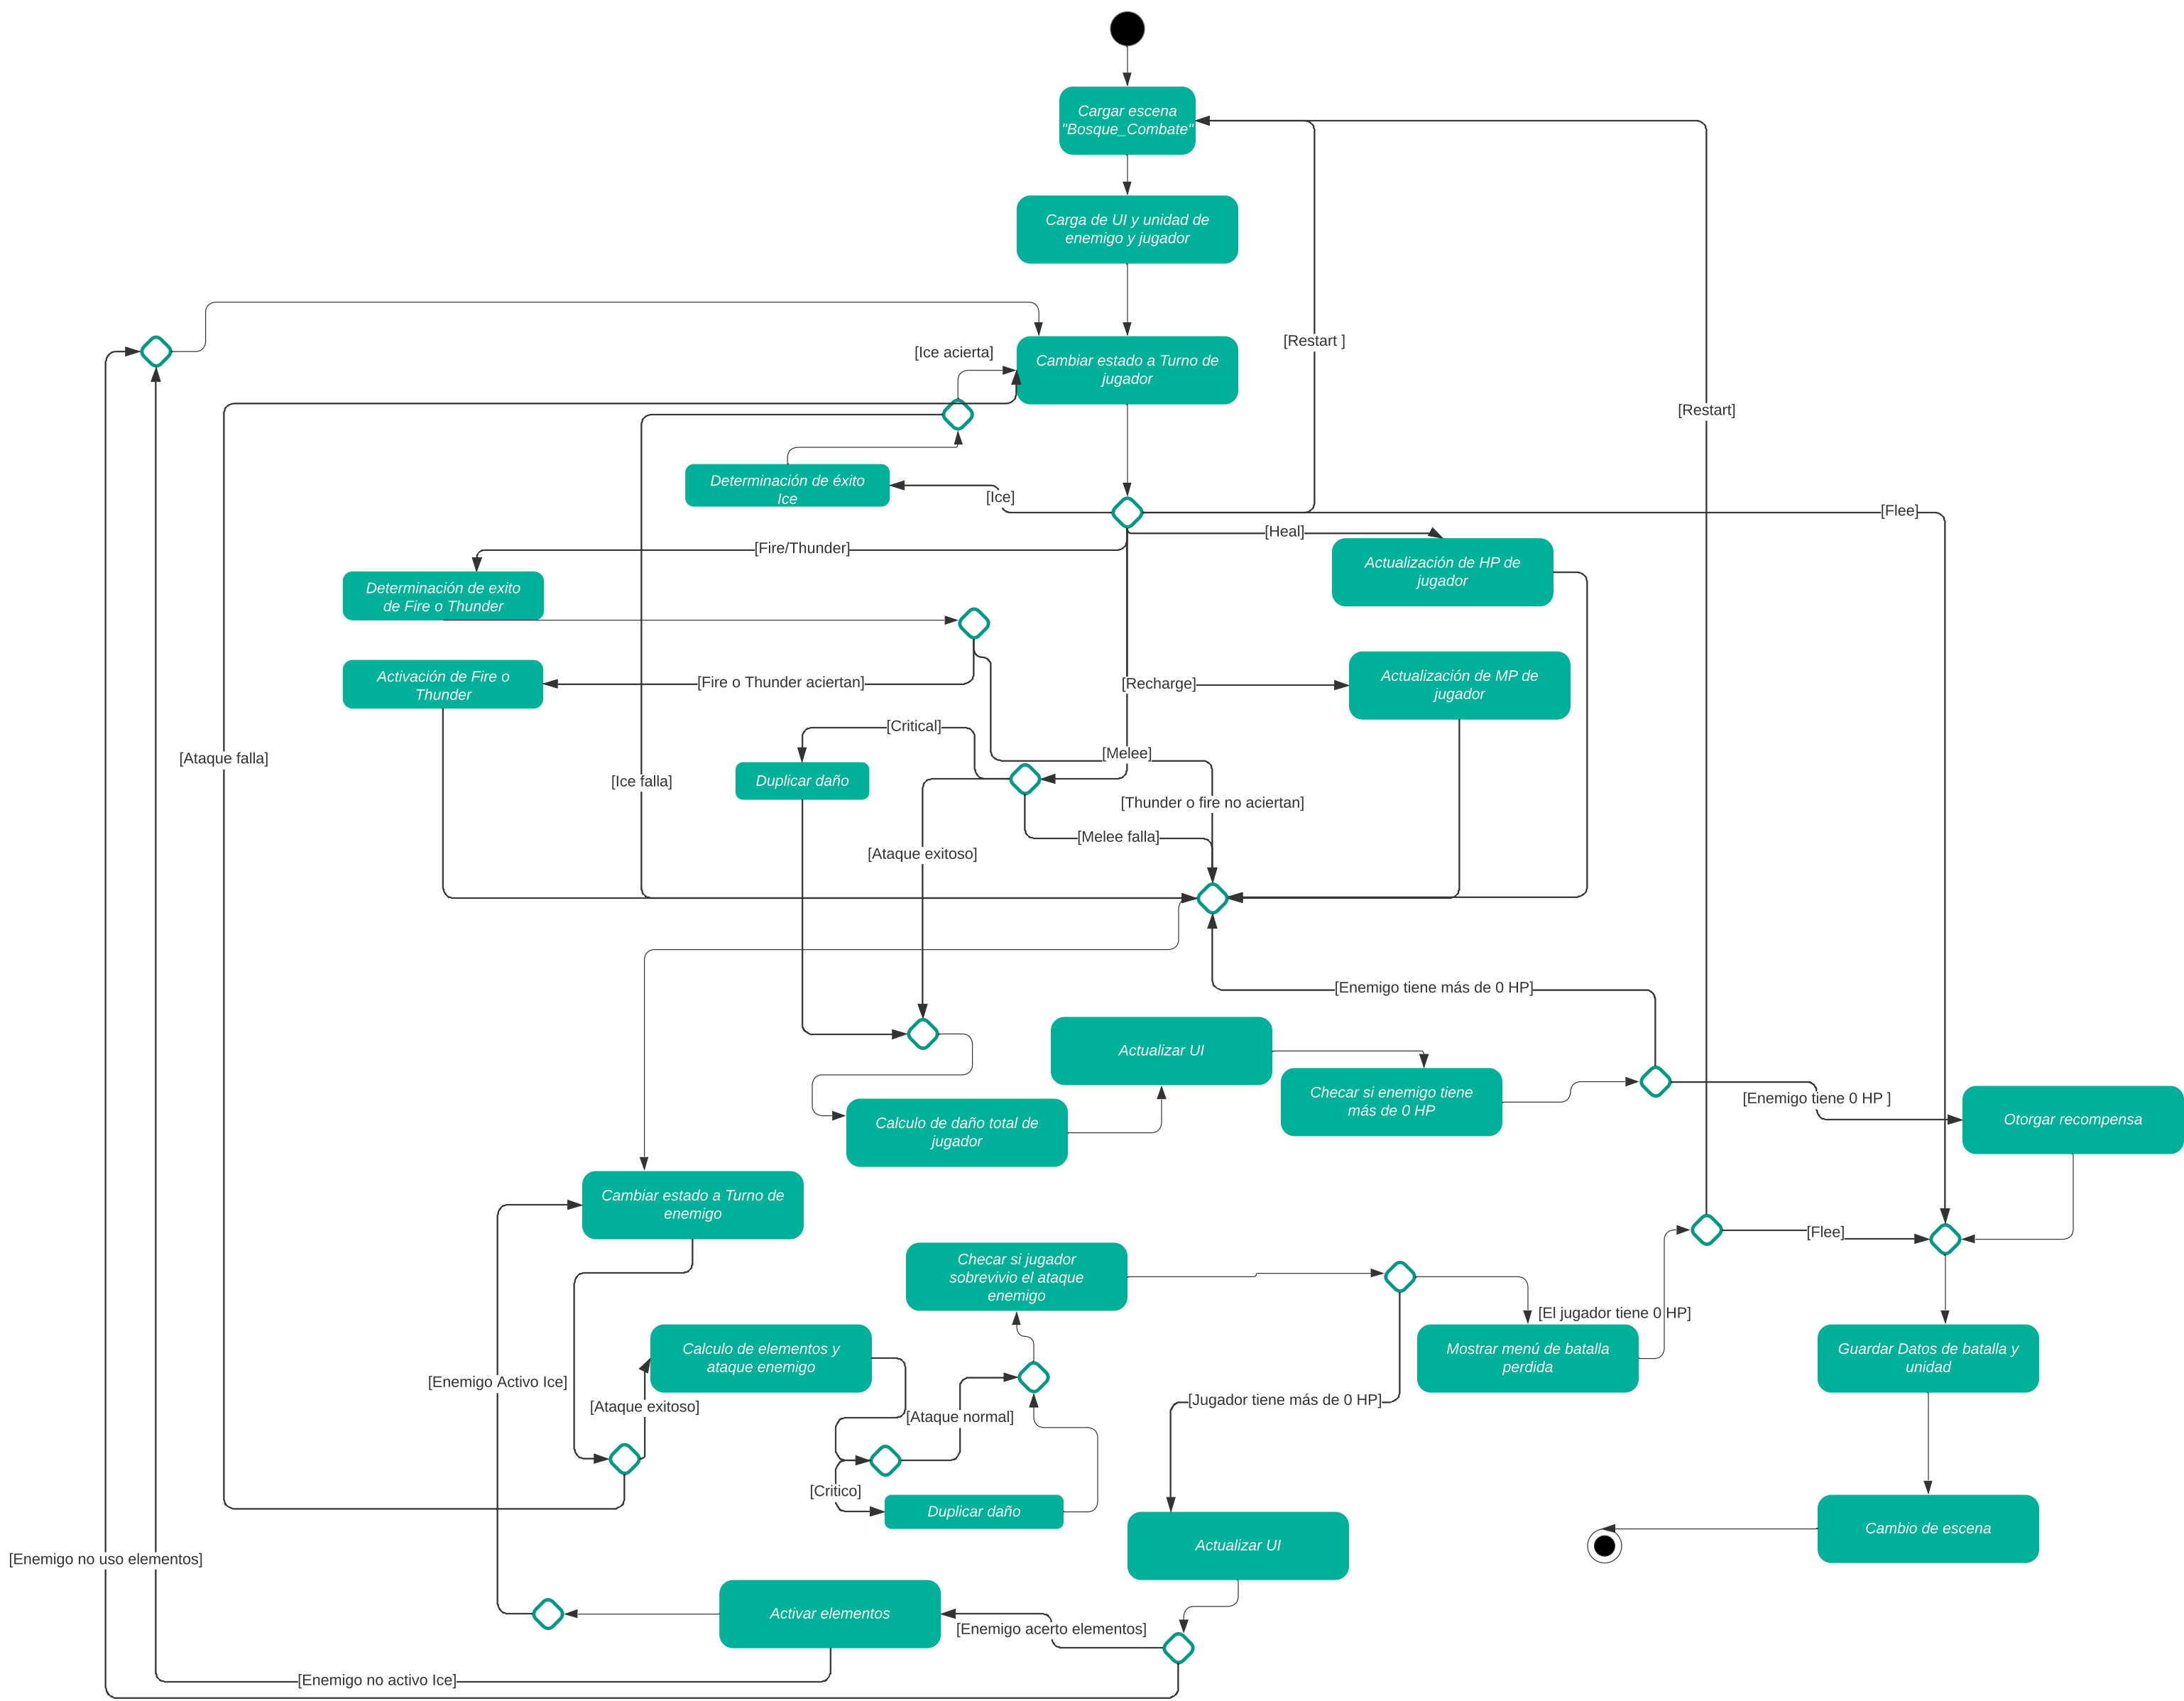 Cargar escena
"Bosque_Combate"
Carga de UI y unidad de
enemigo y jugador
[Restart ]
[Ice acierta]
Cambiar estado a Turno de
jugador
[Restart]
Determinación de éxito
Ice
[Ice]
[Flee]
[Heal]
[Fire/Thunder]
Actualización de HP de
jugador
Determinación de exito
de Fire o Thunder
Activación de Fire o
Thunder
[Fire o Thunder aciertan]
[Recharge]
Actualización de MP de
jugador
[Critical]
[Ataque falla]
[Melee]
[Ice falla]
Duplicar daño
[Thunder o fire no aciertan]
[Melee falla]
[Ataque exitoso]
[Enemigo tiene más de 0 HP]
Actualizar UI
Checar si enemigo tiene
más de 0 HP
[Enemigo tiene 0 HP ]
Otorgar recompensa
Calculo de daño total de
jugador
Cambiar estado a Turno de
enemigo
[Flee]
Checar si jugador
sobrevivio el ataque
enemigo
[El jugador tiene 0 HP]
Calculo de elementos y
ataque enemigo
Mostrar menú de batalla
perdida
Guardar Datos de batalla y
unidad
[Enemigo Activo Ice]
[Ataque exitoso]
[Ataque normal]
[Jugador tiene más de 0 HP]
[Critico]
Duplicar daño
Actualizar UI
Cambio de escena
[Enemigo no uso elementos]
Activar elementos
[Enemigo acerto elementos]
[Enemigo no activo Ice]